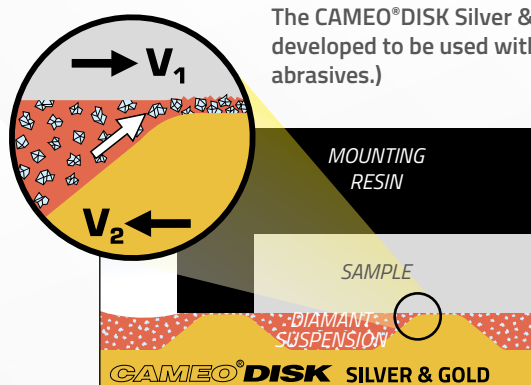 The CAMEO®DISK Silver &
developed to be used with
abrasives.)
V1
MOUNTING
RESIN
V2
SAMPLE
DIAMANT-
SUSPENSION
CAMEO®DISK SILVER & GOLD